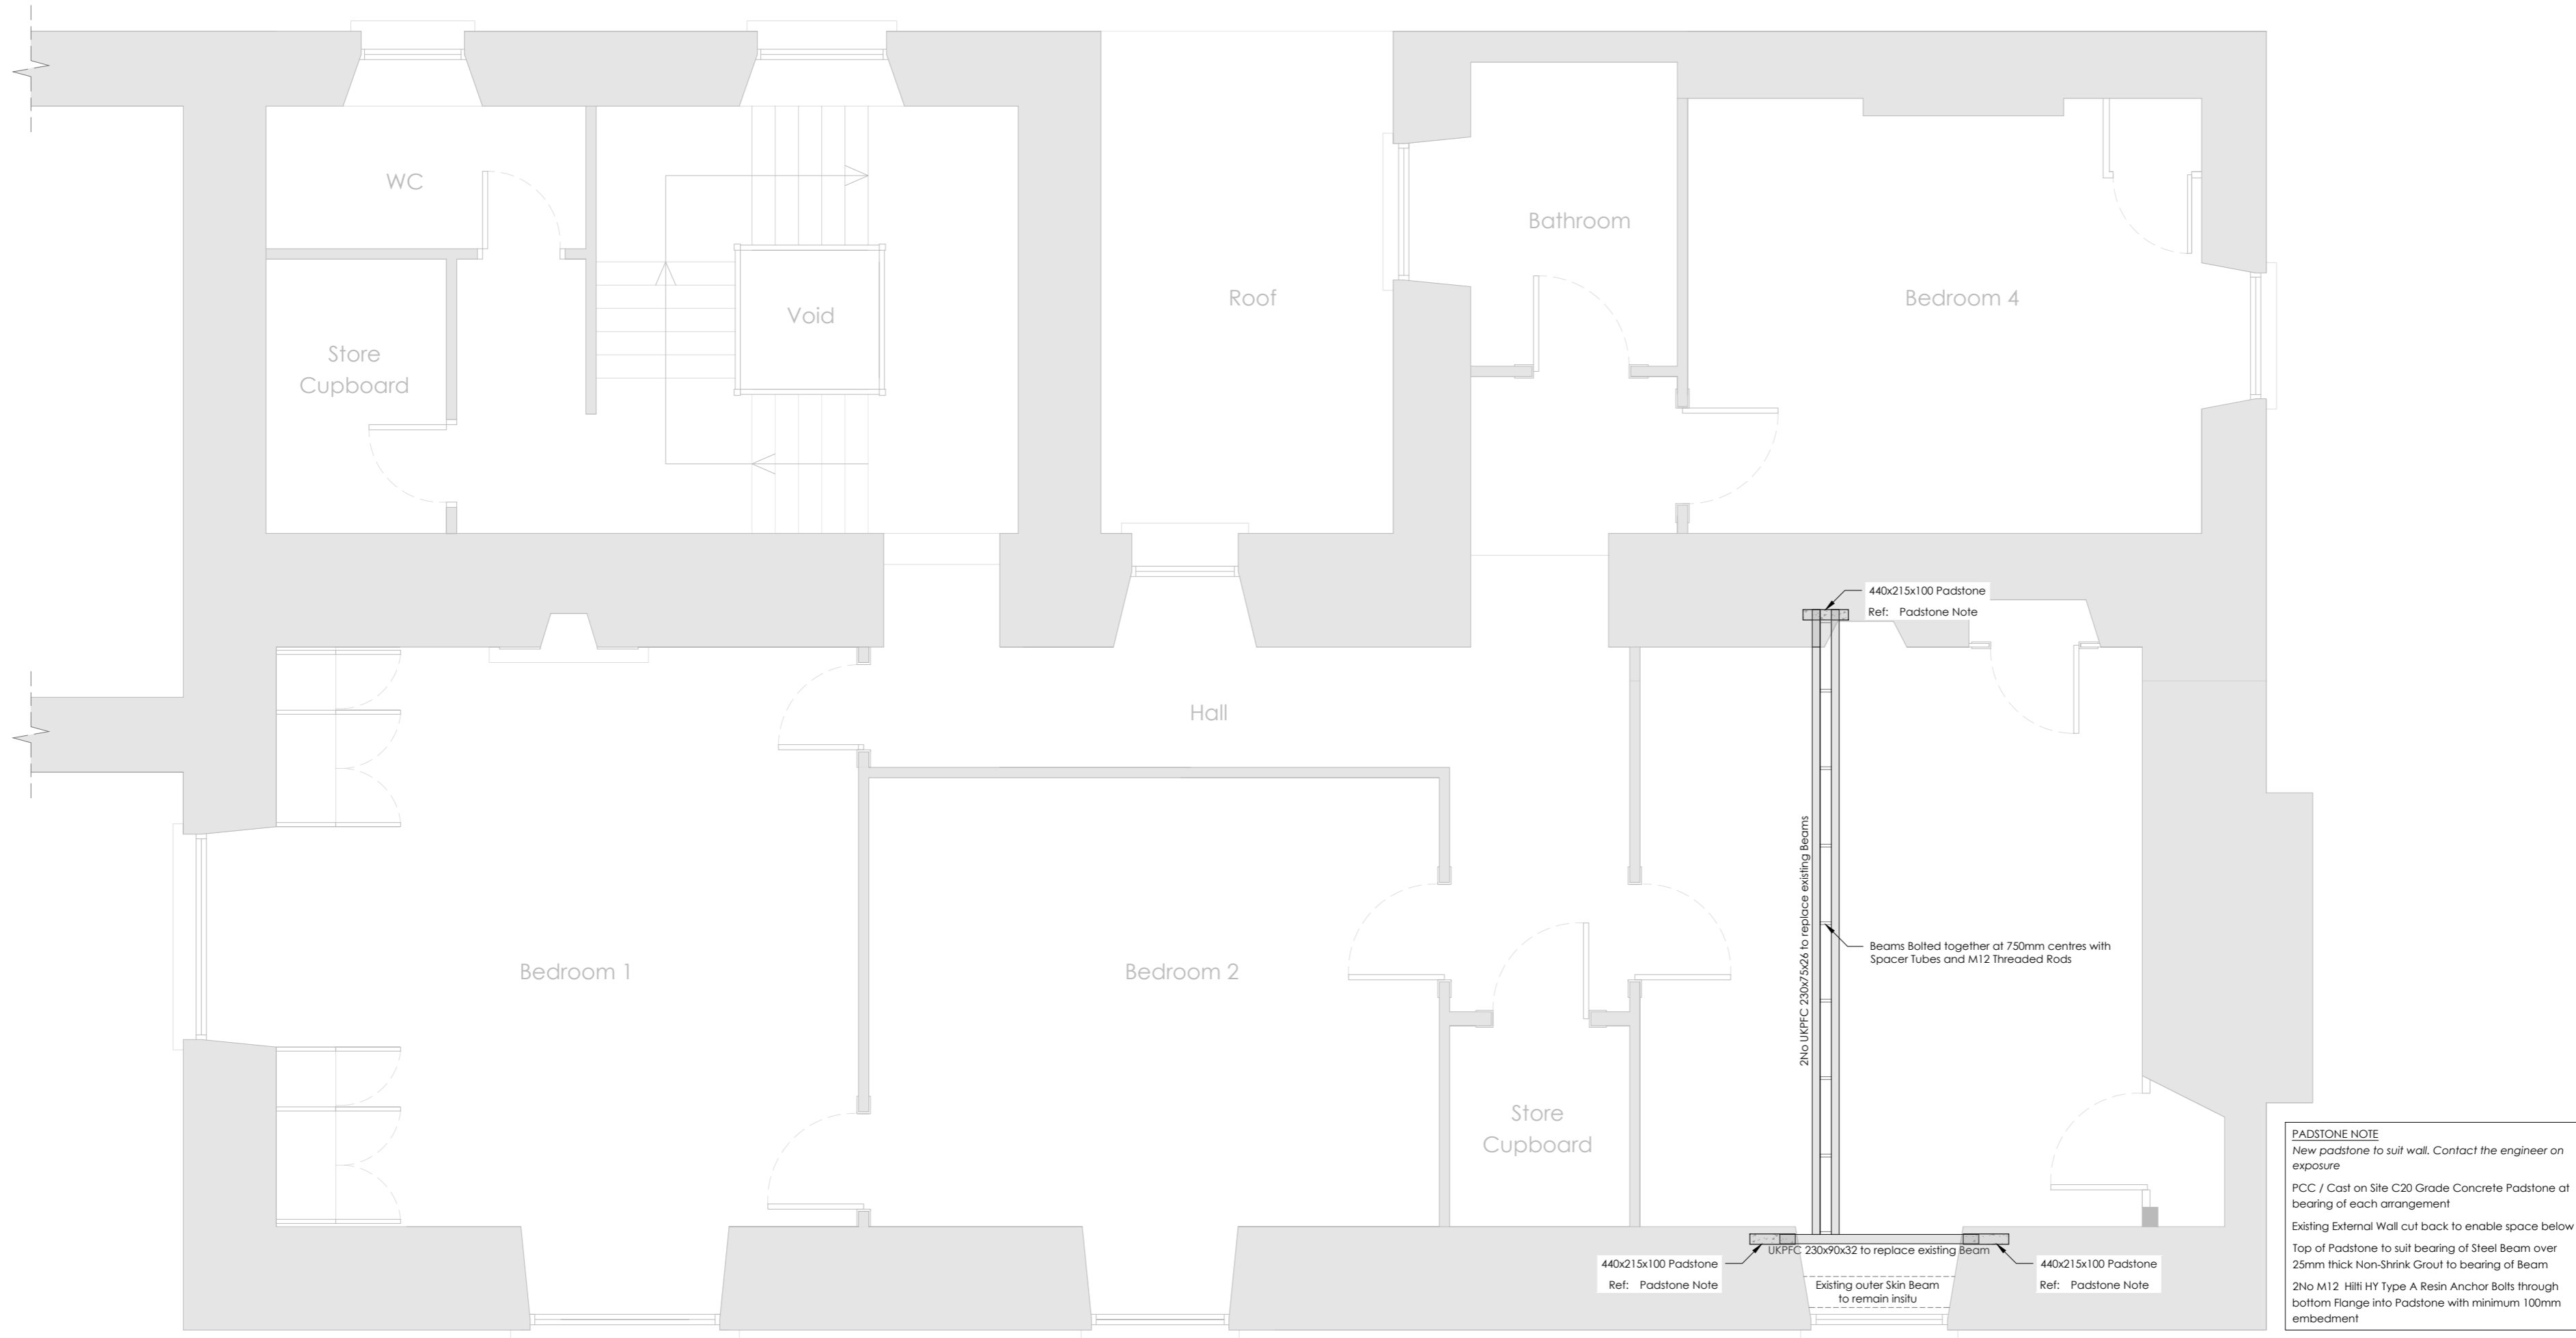 WC
Bathroom
Bedroom 4
Roof
Void
Store
Cupboard
440x215x100 Padstone
Ref: Padstone Note
Hall
2No UKPFC 230x75x26 to replace existing Beams
Beams Bolted together at 750mm centres with
Spacer Tubes and M12 Threaded Rods
Bedroom 1
Bedroom 2
Store
Cupboard
UKPFC 230x90x32 to replace existing Beam
440x215x100 Padstone
Ref: Padstone Note
Existing outer Skin Beam
to remain insitu
440x215x100 Padstone
Ref: Padstone Note
PADSTONE NOTE
New padstone to suit wall. Contact the engineer on
exposure
PCC / Cast on Site C20 Grade Concrete Padstone at
bearing of each arrangement
Existing External Wall cut back to enable space below
Top of Padstone to suit bearing of Steel Beam over
25mm thick Non-Shrink Grout to bearing of Beam
2No M12 Hilti HY Type A Resin Anchor Bolts through
bottom Flange into Padstone with minimum 100mm
embedment